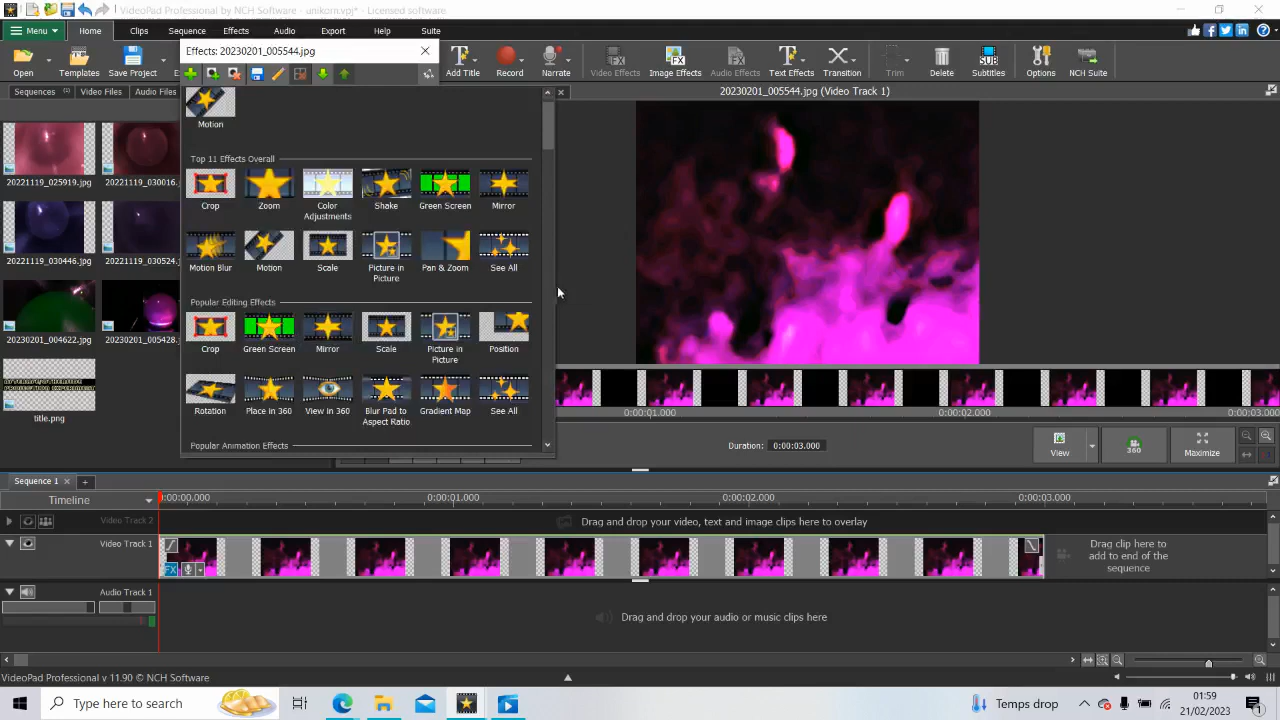 VideoPad Professional by NCH Software - unikorn.vpj* - Licensed software
Menu Home Clips Sequence Effects Audio Export Help Suite
Effects: 20230201_005544.jpg
Open Templates Save Project Add Title Record Narrate Video Effects Image Effects Audio Effects Text Effects Transition Trim Delete Subtitles Options NCH Suite
Sequences (1) Video Files Audio Files
20230201_005544.jpg (Video Track 1)
Motion
Top 11 Effects Overall
Crop Zoom Color Adjustments Shake Green Screen Mirror
Motion Blur Motion Scale Picture in Picture Pan & Zoom See All
Popular Editing Effects
Crop Green Screen Mirror Scale Picture in Picture Position
Rotation Place in 360 View in 360 Blur Pad to Aspect Ratio Gradient Map See All
Popular Animation Effects
20221119_025919.jpg 20221119_030016.jpg
20221119_030446.jpg 20221119_030524.jpg
20230201_004622.jpg 20230201_005428.jpg
title.png
0:00:01.000 0:00:02.000 0:00:03.000
Duration: 0:00:03.000
View 360 Maximize
Sequence 1
Timeline 0:00:00.000 0:00:01.000 0:00:02.000 0:00:03.000
Video Track 2 Drag and drop your video, text and image clips here to overlay
Video Track 1 FX
Drag clip here to
add to end of the
sequence
Audio Track 1
Drag and drop your audio or music clips here
VideoPad Professional v 11.90 © NCH Software
Type here to search
Temps drop
01:59
21/02/2023